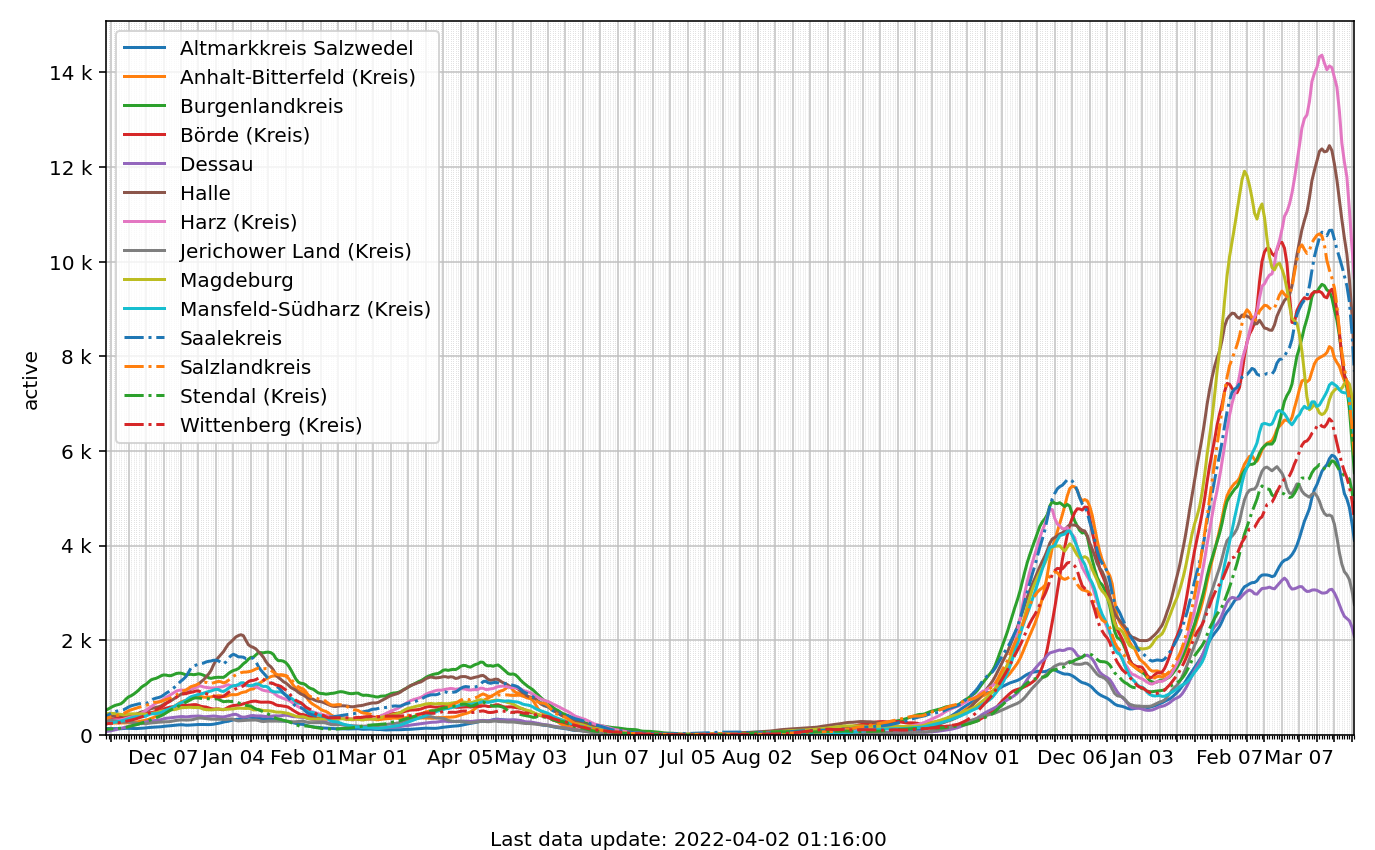 14 k
12 k
10 k
8 k
6 k
4 k
2 k
0
active
Altmarkkreis Salzwedel
Anhalt-Bitterfeld (Kreis)
Burgenlandkreis
Börde (Kreis)
Dessau
Halle
Harz (Kreis)
Jerichower Land (Kreis)
Magdeburg
Mansfeld-Südharz (Kreis)
Saalekreis
Salzlandkreis
Stendal (Kreis)
Wittenberg (Kreis)
Dec 07 Jan 04 Feb 01 Mar 01 Apr 05 May 03 Jun 07 Jul 05 Aug 02 Sep 06 Oct 04 Nov 01 Dec 06 Jan 03 Feb 07 Mar 07
Last data update: 2022-04-02 01:16:00